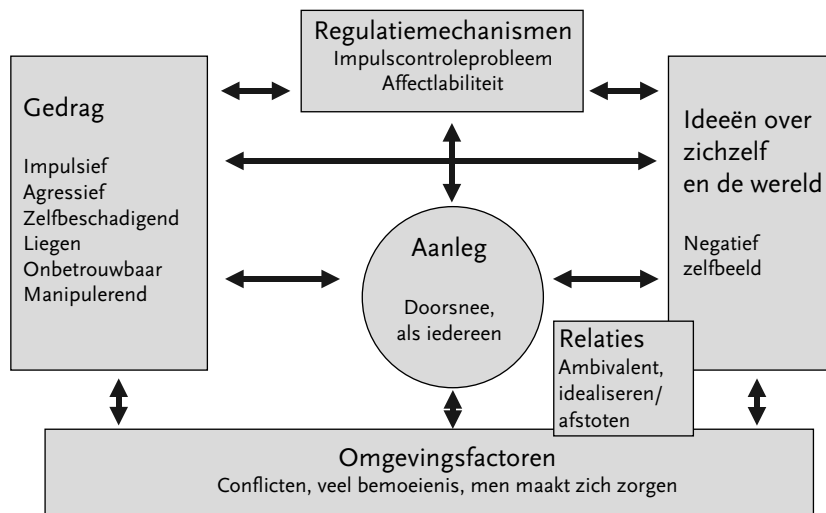 Regulatiemechanismen
Impulscontroleprobleem
Affectlabiliteit
Gedrag
Impulsief
Agressief
Zelfbeschadigend
Liegen
Onbetrouwbaar
Manipulerend
Ideeën over
zichzelf
en de wereld
Negatief
zelfbeeld
Aanleg
Doorsnee,
als iedereen
Relaties
Ambivalent,
idealiseren/
afstoten
Omgevingsfactoren
Conflicten, veel bemoeienis, men maakt zich zorgen